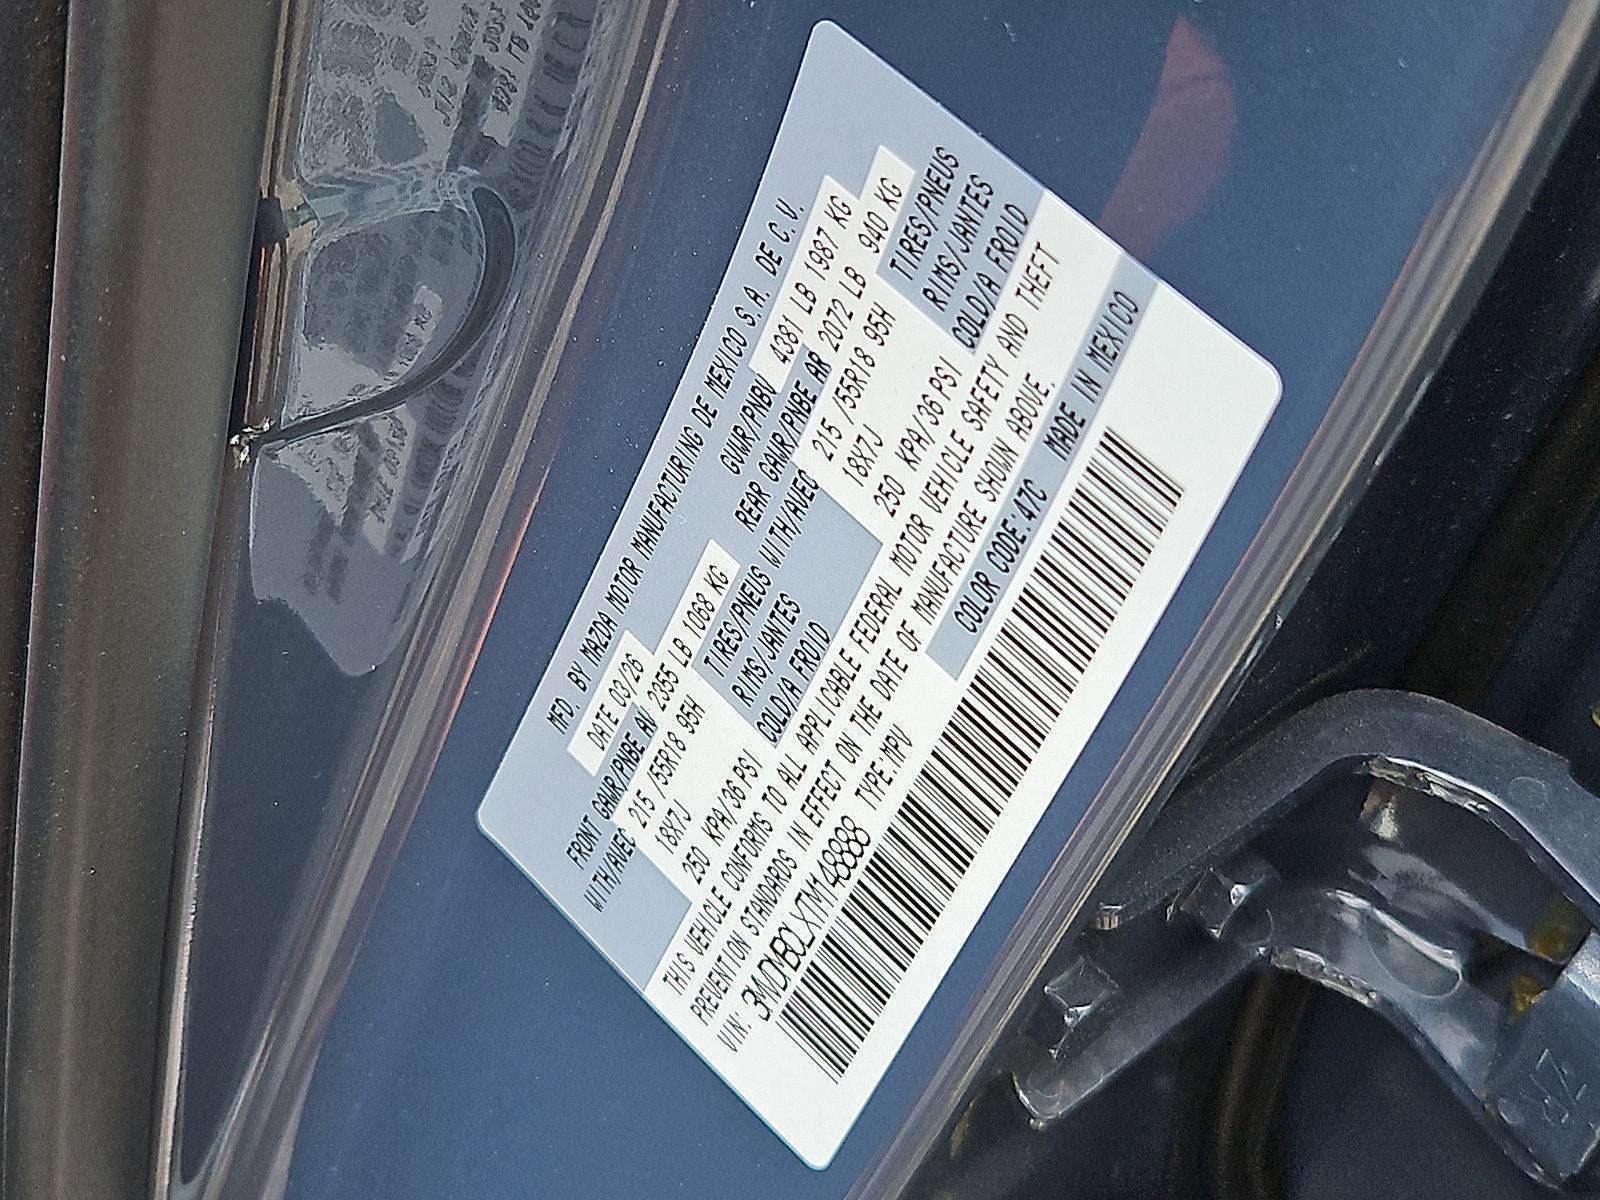 MFD. BY MAZDA MOTOR MANUFACTURING DE MEXICO S.A. DE C.V.
DATE 03/26 GVWR/PNBV 4381 LB 1987 KG
FRONT GAWR/PNBE AV 2355 LB 1068 KG REAR GAWR/PNBE AR 2072 LB 940 KG
WITH/AVEC 215 /55R18 95H TIRES/PNEUS WITH/AVEC 215 /55R18 95H TIRES/PNEUS
18X7J RIMS/JANTES 18X7J RIMS/JANTES
250 KPA/36 PSI COLD/A FROID 250 KPA/36 PSI COLD/A FROID
THIS VEHICLE CONFORMS TO ALL APPLICABLE FEDERAL MOTOR VEHICLE SAFETY AND THEFT
PREVENTION STANDARDS IN EFFECT ON THE DATE OF MANUFACTURE SHOWN ABOVE.
VIN: 3MVDMBCLXTM148888 TYPE:MPV COLOR CODE:47C MADE IN MEXICO